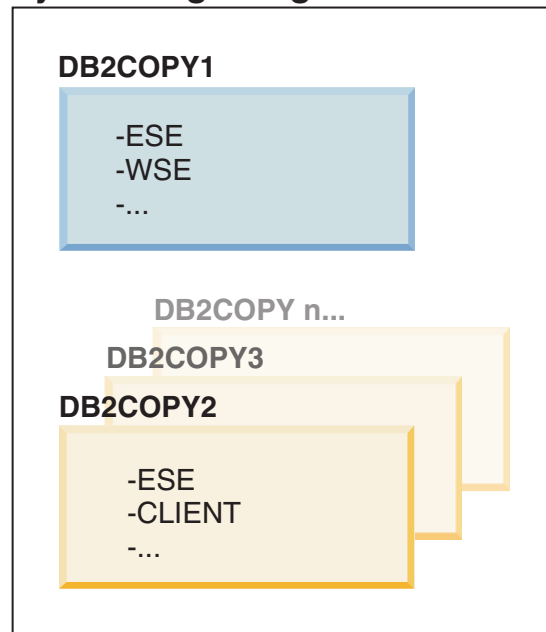 DB2COPY1
-ESE
-WSE
-...
DB2COPY n...
DB2COPY3
DB2COPY2
-ESE
-CLIENT
-...